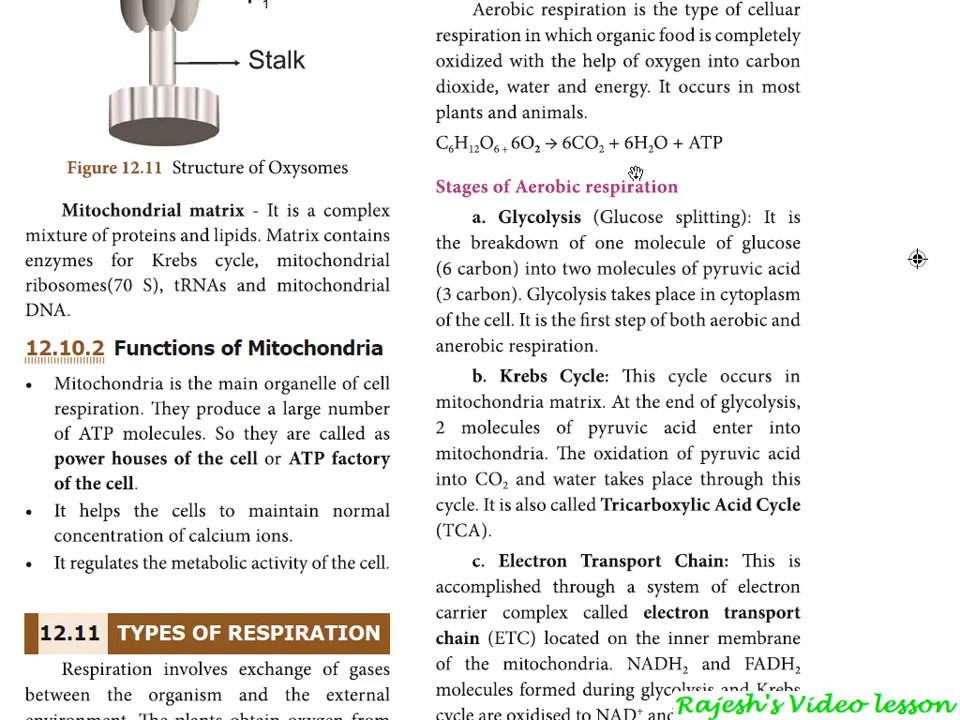 Stalk
Figure 12.11 Structure of Oxysomes
Mitochondrial matrix - It is a complex
mixture of proteins and lipids. Matrix contains
enzymes for Krebs cycle, mitochondrial
ribosomes(70 S), tRNAs and mitochondrial
DNA.
12.10.2 Functions of Mitochondria
• Mitochondria is the main organelle of cell
respiration. They produce a large number
of ATP molecules. So they are called as
power houses of the cell or ATP factory
of the cell.
• It helps the cells to maintain normal
concentration of calcium ions.
• It regulates the metabolic activity of the cell.
12.11 TYPES OF RESPIRATION
Respiration involves exchange of gases
between the organism and the external
environment. The plants obtain oxygen from
Aerobic respiration is the type of celluar
respiration in which organic food is completely
oxidized with the help of oxygen into carbon
dioxide, water and energy. It occurs in most
plants and animals.
C₆H₁₂O₆ ₊ 6O₂ → 6CO₂ + 6H₂O + ATP
Stages of Aerobic respiration
a. Glycolysis (Glucose splitting): It is
the breakdown of one molecule of glucose
(6 carbon) into two molecules of pyruvic acid
(3 carbon). Glycolysis takes place in cytoplasm
of the cell. It is the first step of both aerobic and
anerobic respiration.
b. Krebs Cycle: This cycle occurs in
mitochondria matrix. At the end of glycolysis,
2 molecules of pyruvic acid enter into
mitochondria. The oxidation of pyruvic acid
into CO₂ and water takes place through this
cycle. It is also called Tricarboxylic Acid Cycle
(TCA).
c. Electron Transport Chain: This is
accomplished through a system of electron
carrier complex called electron transport
chain (ETC) located on the inner membrane
of the mitochondria. NADH₂ and FADH₂
molecules formed during glycolysis and Krebs
cycle are oxidised to NAD⁺ and
Rajesh's Video lesson